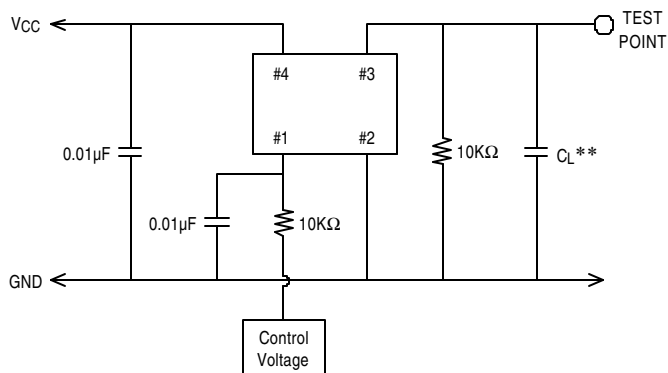 VCC
TEST
POINT
#4
#3
#1
#2
0.01µF
10KΩ
CL**
0.01µF
10KΩ
GND
Control
Voltage